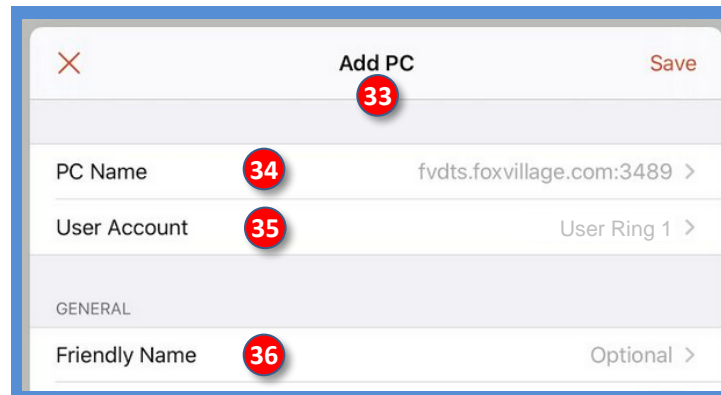 Add PC Save
33
PC Name 34 fvdts.foxvillage.com:3489 >
User Account 35 User Ring 1 >
GENERAL
Friendly Name 36 Optional >